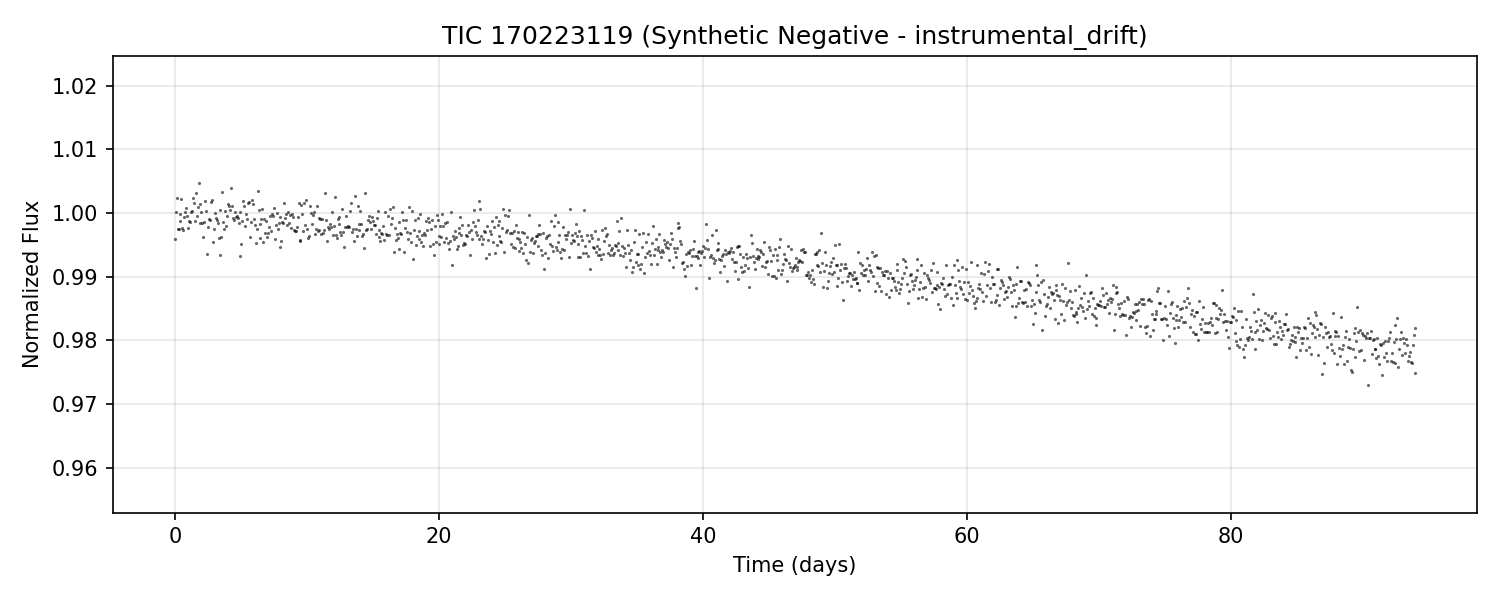 TIC 170223119 (Synthetic Negative - instrumental_drift)
Normalized Flux
1.02
1.01
1.00
0.99
0.98
0.97
0.96
0 20 40 60 80
Time (days)